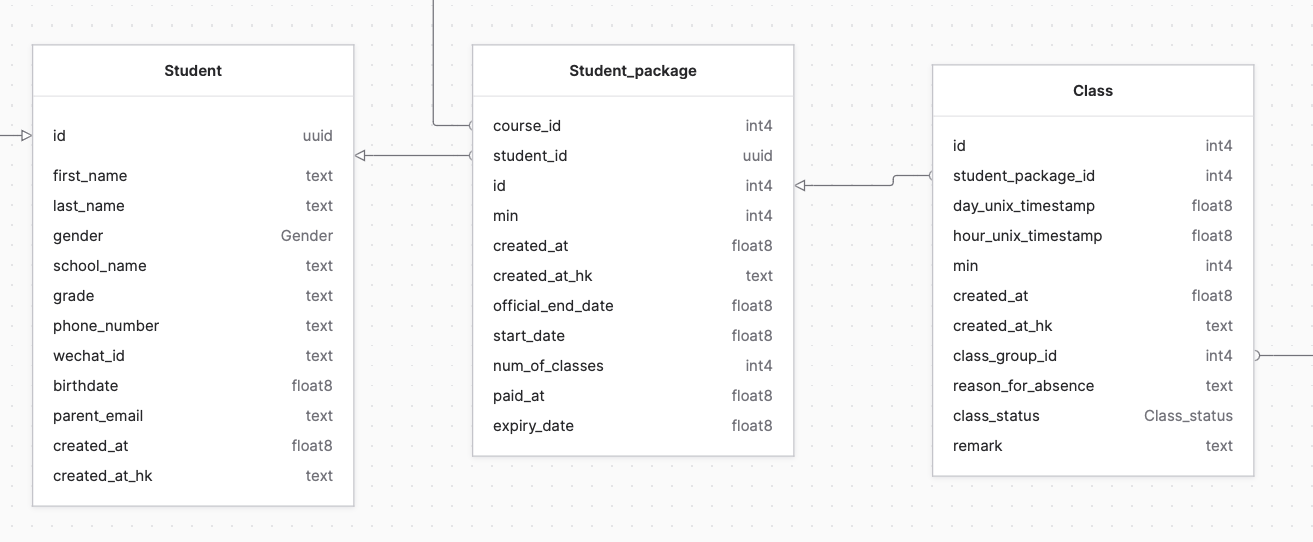 Student
id uuid
first_name text
last_name text
gender Gender
school_name text
grade text
phone_number text
wechat_id text
birthdate float8
parent_email text
created_at float8
created_at_hk text
Student_package
course_id int4
student_id uuid
id int4
min int4
created_at float8
created_at_hk text
official_end_date float8
start_date float8
num_of_classes int4
paid_at float8
expiry_date float8
Class
id int4
student_package_id int4
day_unix_timestamp float8
hour_unix_timestamp float8
min int4
created_at float8
created_at_hk text
class_group_id int4
reason_for_absence text
class_status Class_status
remark text